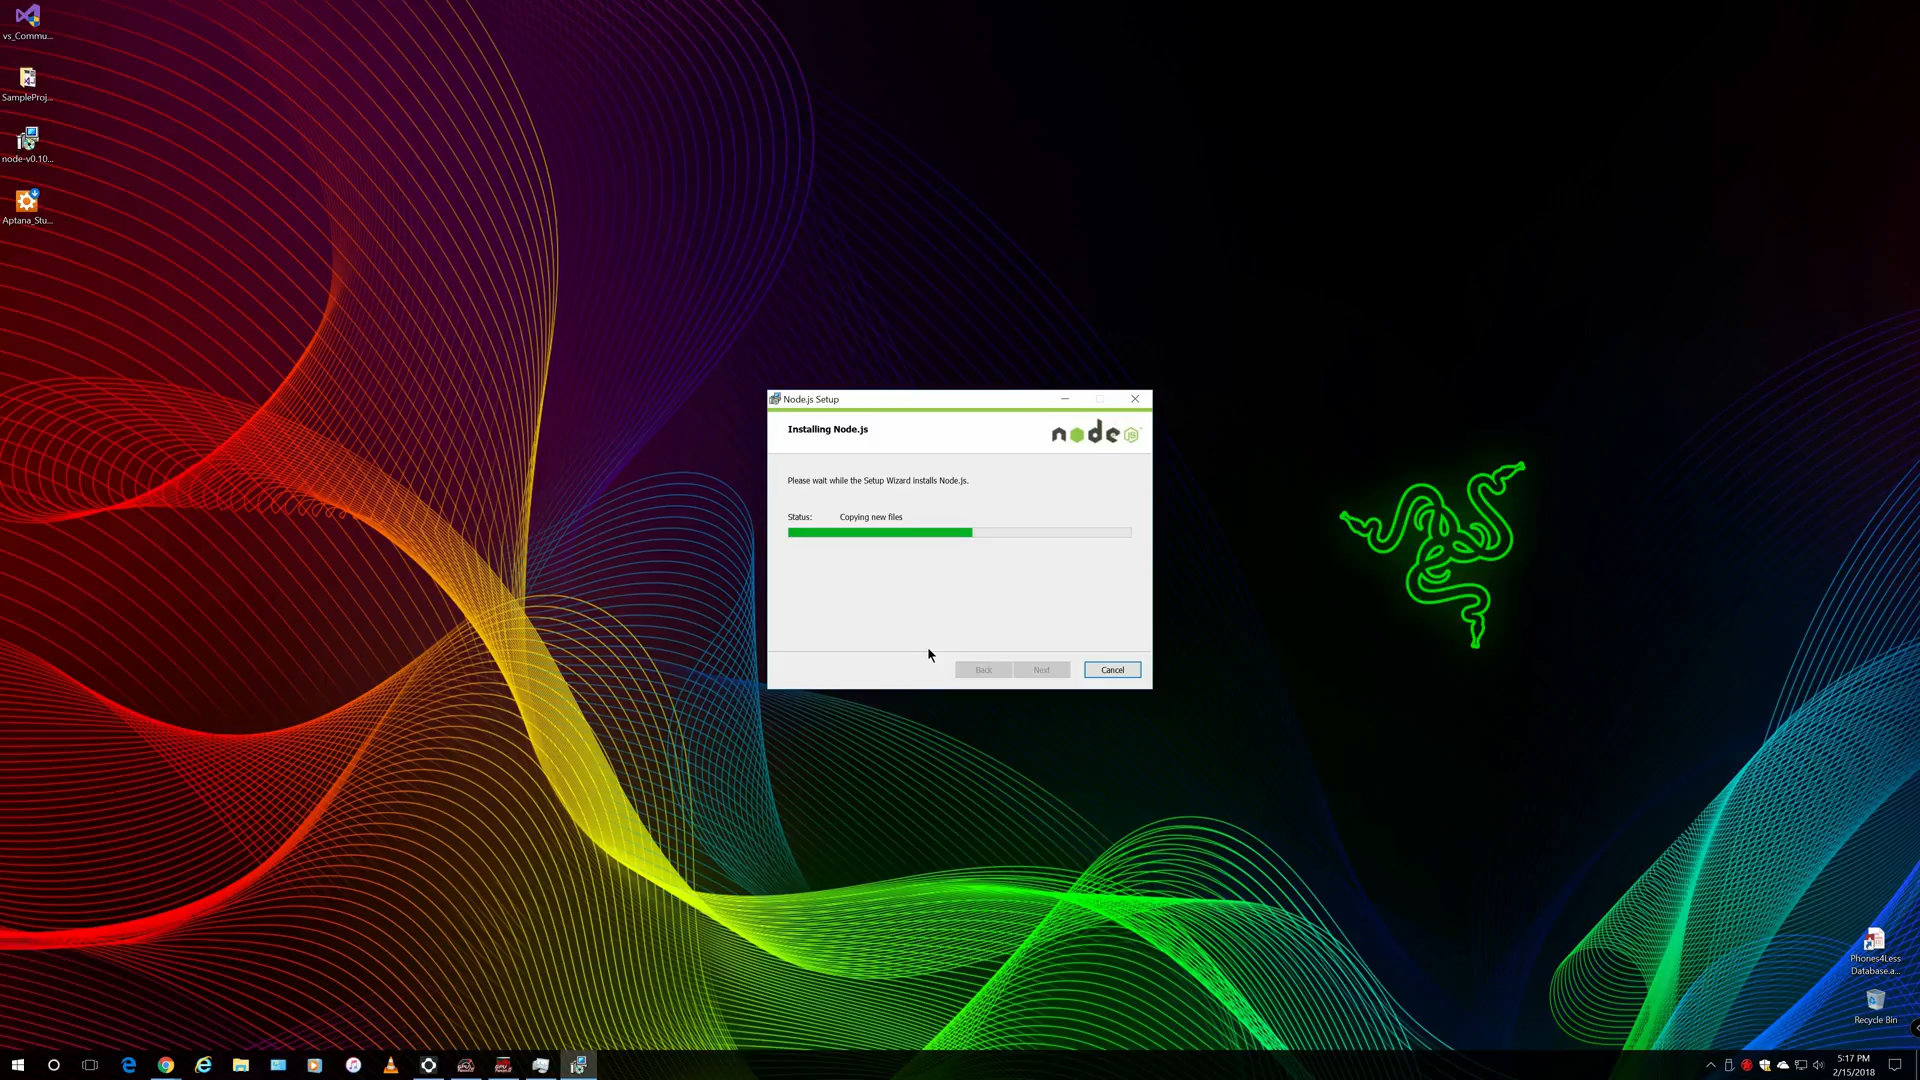 vs_Commu...
SampleProj...
node-v0.10...
Aptana_Stu...
Node.js Setup
Installing Node.js
node JS
Please wait while the Setup Wizard installs Node.js.
Status: Copying new files
Back Next Cancel
Phones4Less
Database.a...
Recycle Bin
5:17 PM
2/15/2018